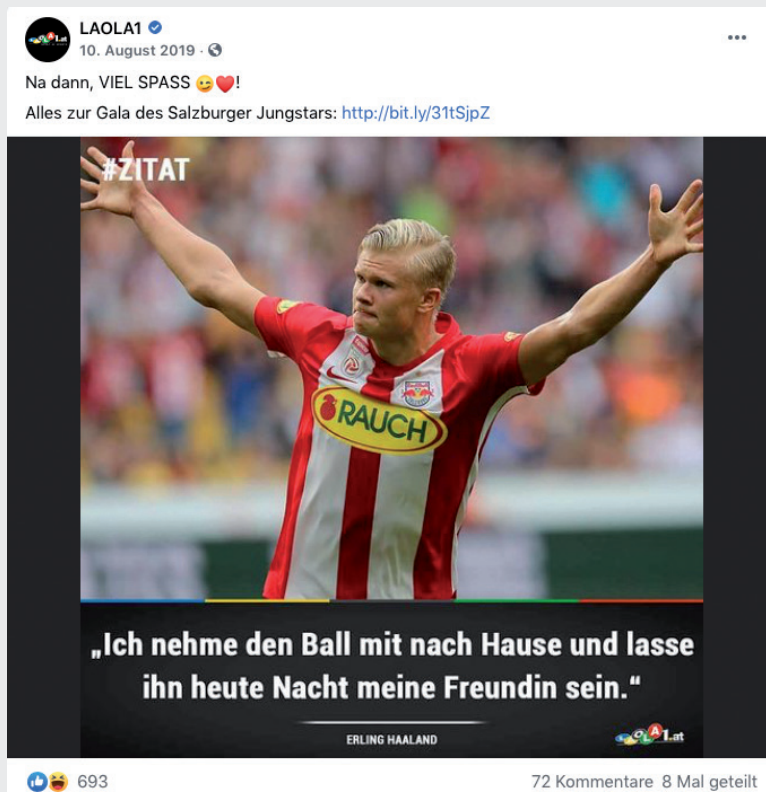 LAOLA1
10. August 2019 ·
Na dann, VIEL SPASS 😉❤️!
Alles zur Gala des Salzburger Jungstars: http://bit.ly/31tSjpZ
#ZITAT
RAUCH
„Ich nehme den Ball mit nach Hause und lasse
ihn heute Nacht meine Freundin sein.“
ERLING HAALAND
LAOLA1.at
693
72 Kommentare 8 Mal geteilt